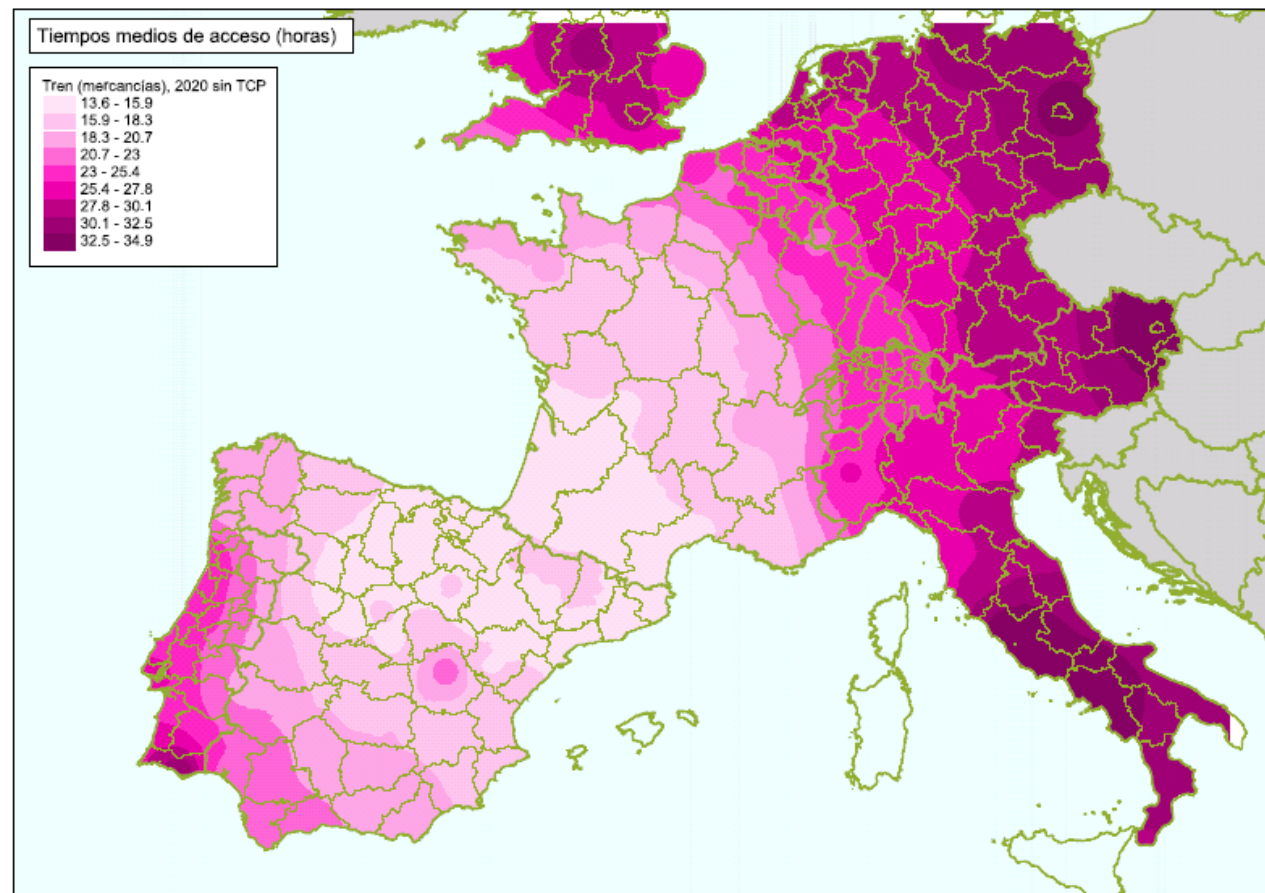 Tiempos medios de acceso (horas)
Tren (mercancías), 2020 sin TCP
13.6 - 15.9
15.9 - 18.3
18.3 - 20.7
20.7 - 23
23 - 25.4
25.4 - 27.8
27.8 - 30.1
30.1 - 32.5
32.5 - 34.9